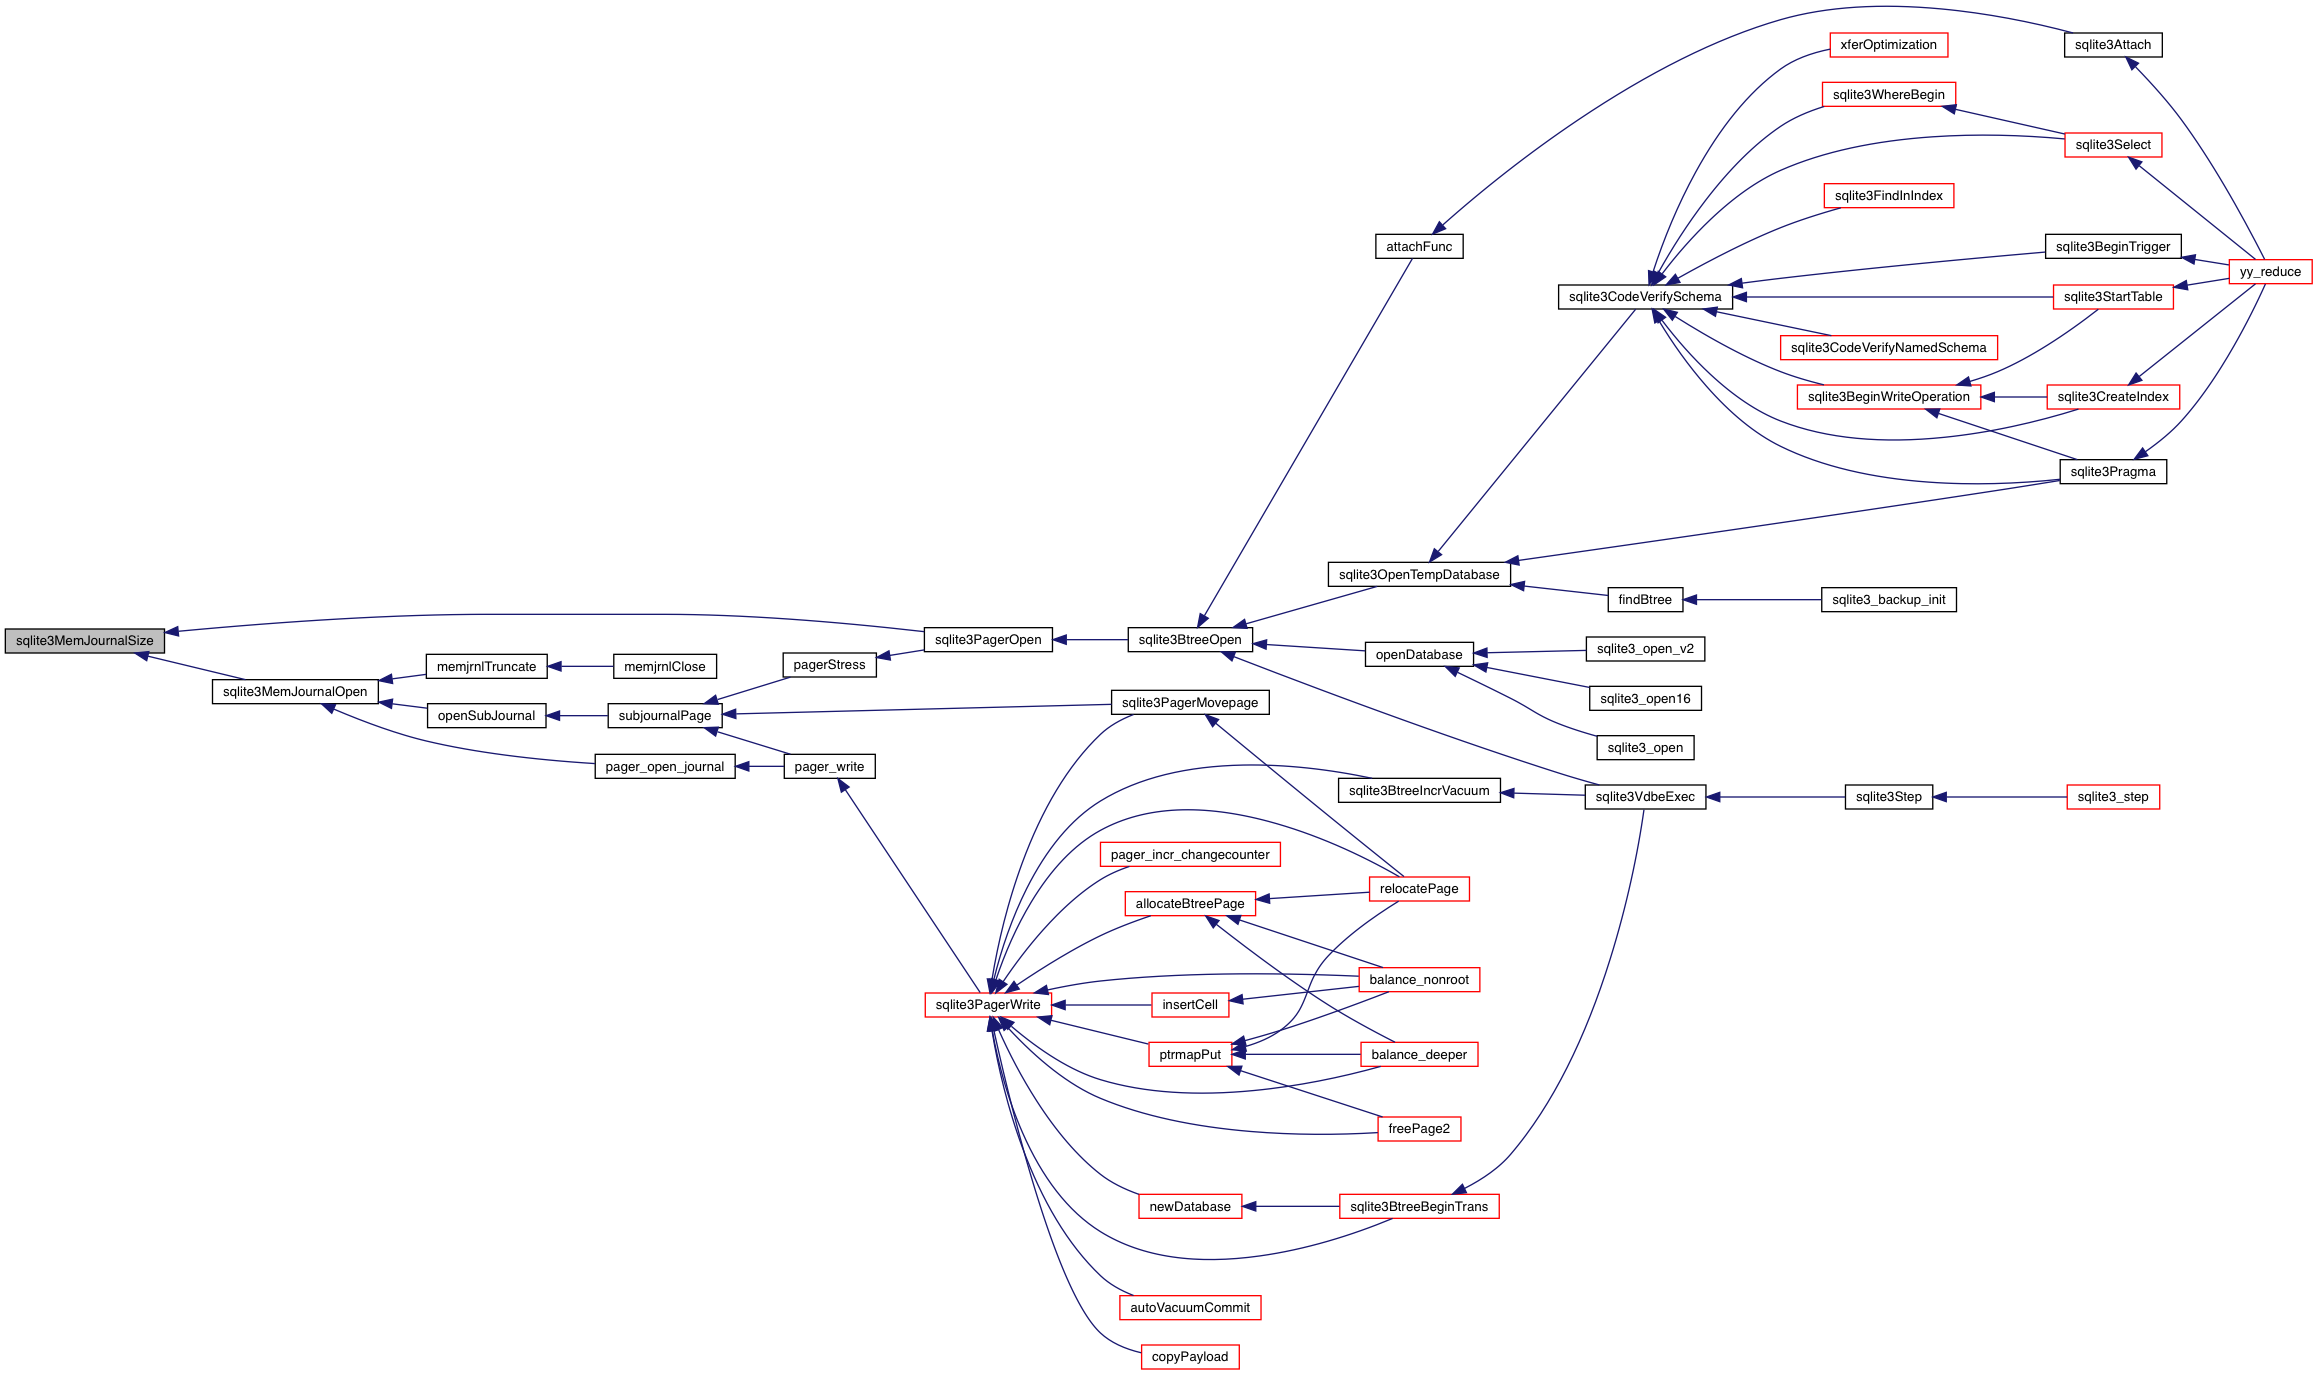 sqlite3MemJournalSize
sqlite3MemJournalOpen
memjrnlTruncate
memjrnlClose
openSubJournal
subjournalPage
pager_open_journal
pagerStress
pager_write
sqlite3PagerOpen
sqlite3PagerWrite
sqlite3BtreeOpen
sqlite3PagerMovepage
pager_incr_changecounter
allocateBtreePage
insertCell
ptrmapPut
newDatabase
autoVacuumCommit
copyPayload
attachFunc
sqlite3OpenTempDatabase
openDatabase
sqlite3BtreeIncrVacuum
relocatePage
balance_nonroot
balance_deeper
freePage2
sqlite3BtreeBeginTrans
sqlite3CodeVerifySchema
findBtree
sqlite3_open_v2
sqlite3_open16
sqlite3_open
sqlite3VdbeExec
xferOptimization
sqlite3WhereBegin
sqlite3FindInIndex
sqlite3CodeVerifyNamedSchema
sqlite3BeginWriteOperation
sqlite3_backup_init
sqlite3Step
sqlite3Attach
sqlite3Select
sqlite3BeginTrigger
sqlite3StartTable
sqlite3CreateIndex
sqlite3Pragma
sqlite3_step
yy_reduce